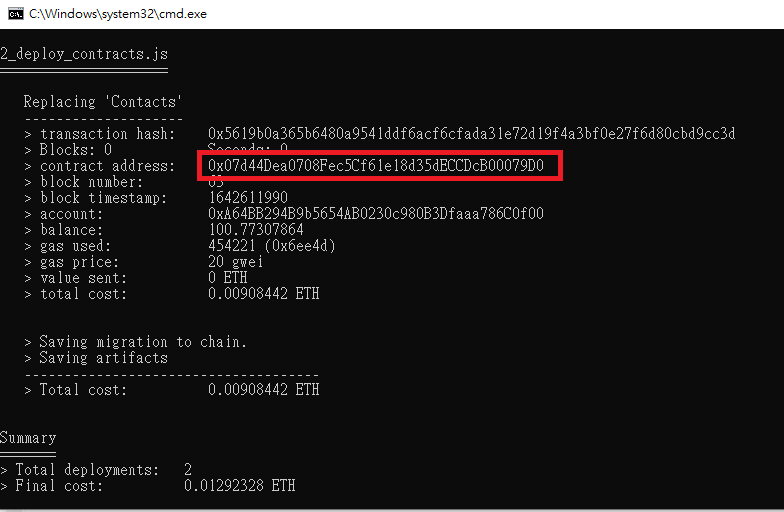 C:\Windows\system32\cmd.exe
2_deploy_contracts.js
Replacing 'Contacts'
--------------------
> transaction hash: 0x5619b0a365b6480a9541ddf6acf6cfada31e72d19f4a3bf0e27f6d80cbd9cc3d
> Blocks: 0 Seconds: 0
> contract address: 0x07d44Dea0708Fec5Cf61e18d35dECCDcB00079D0
> block number:
> block timestamp: 1642611990
> account: 0xA64BB294B9b5654AB0230c980B3Dfaaa786C0f00
> balance: 100.77307864
> gas used: 454221 (0x6ee4d)
> gas price: 20 gwei
> value sent: 0 ETH
> total cost: 0.00908442 ETH
> Saving migration to chain.
> Saving artifacts
-------------------------------------
> Total cost: 0.00908442 ETH
Summary
=======
> Total deployments: 2
> Final cost: 0.01292328 ETH